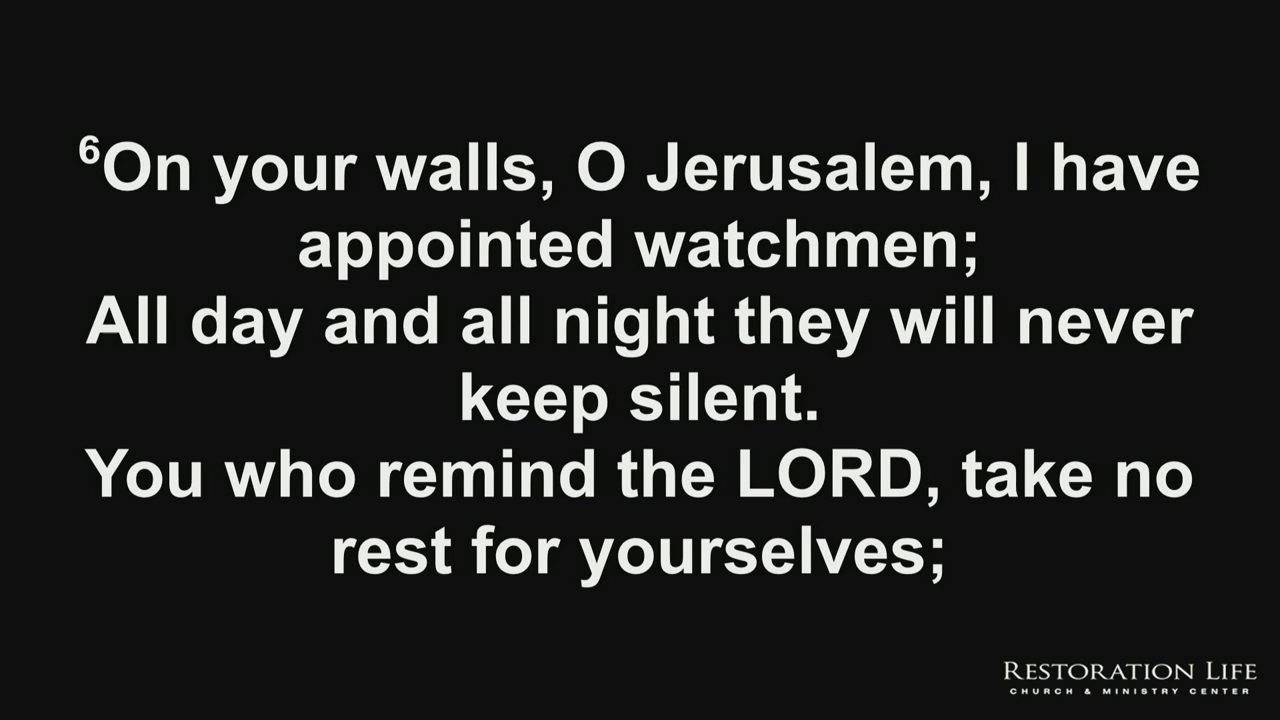 ⁶On your walls, O Jerusalem, I have
appointed watchmen;
All day and all night they will never
keep silent.
You who remind the LORD, take no
rest for yourselves;
RESTORATION LIFE
CHURCH & MINISTRY CENTER